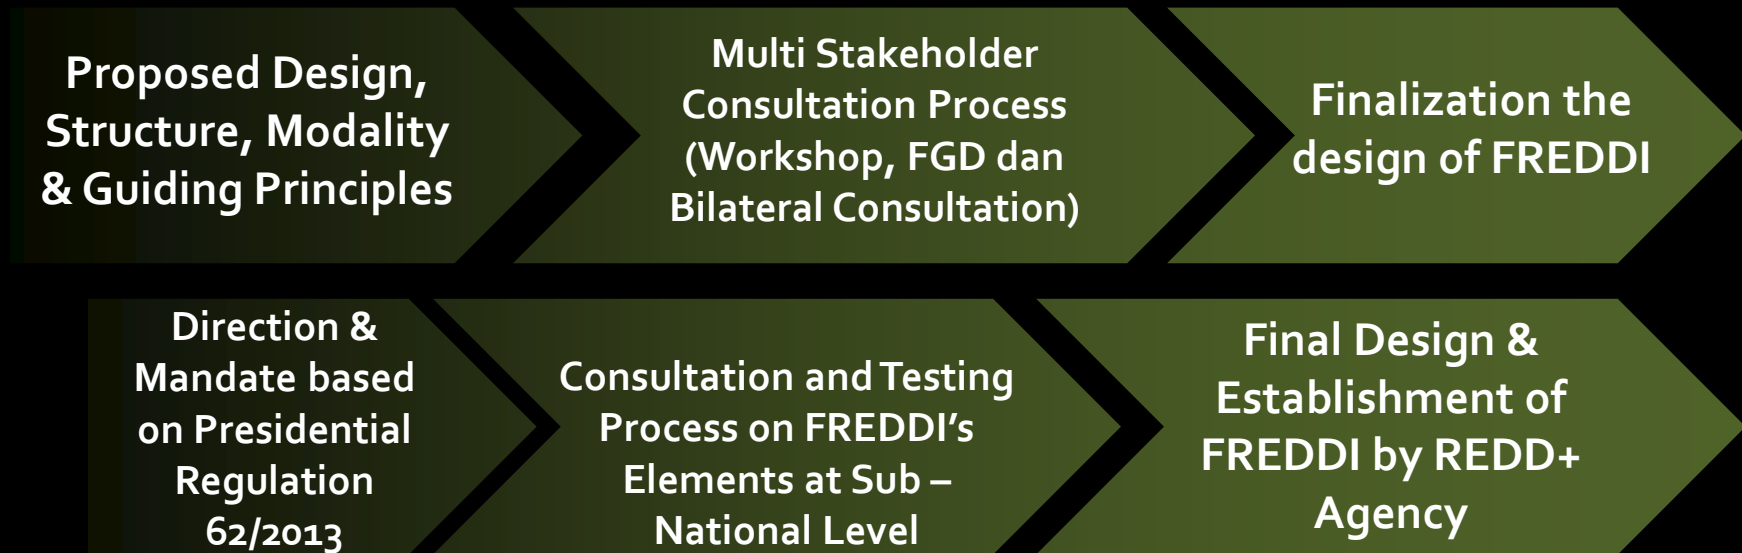 Proposed Design,
Structure, Modality
& Guiding Principles
Multi Stakeholder
Consultation Process
(Workshop, FGD dan
Bilateral Consultation)
Finalization the
design of FREDDI
Direction &
Mandate based
on Presidential
Regulation
62/2013
Consultation and Testing
Process on FREDDI’s
Elements at Sub –
National Level
Final Design &
Establishment of
FREDDI by REDD+
Agency